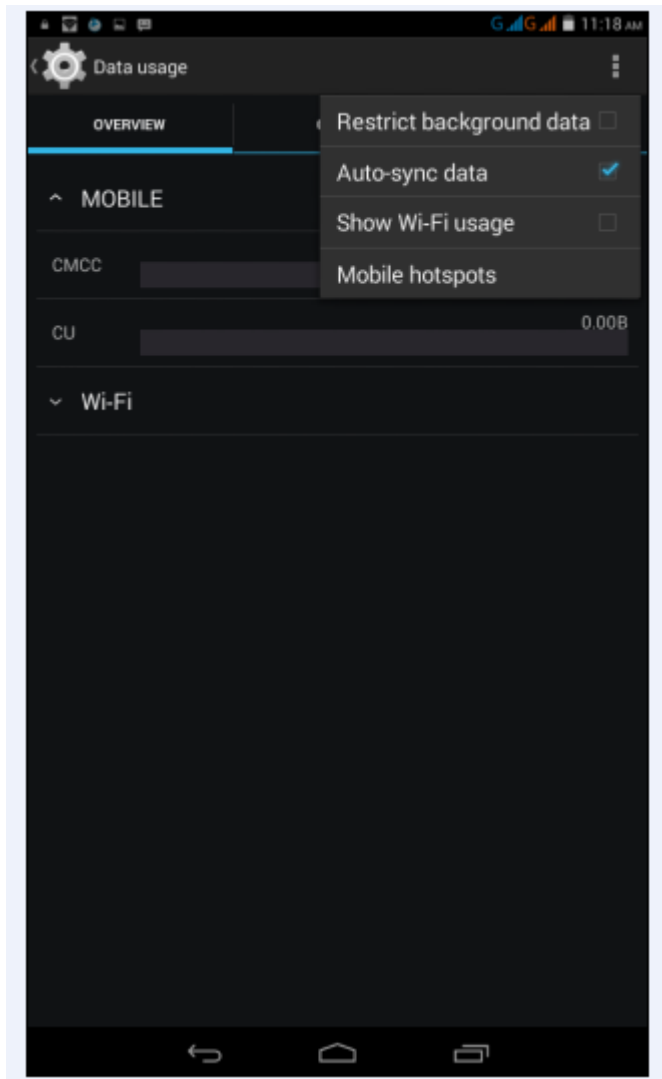 G G 11:18 AM
Data usage
OVERVIEW
Restrict background data
Auto-sync data
Show Wi-Fi usage
Mobile hotspots
MOBILE
CMCC
0.00B
CU
Wi-Fi